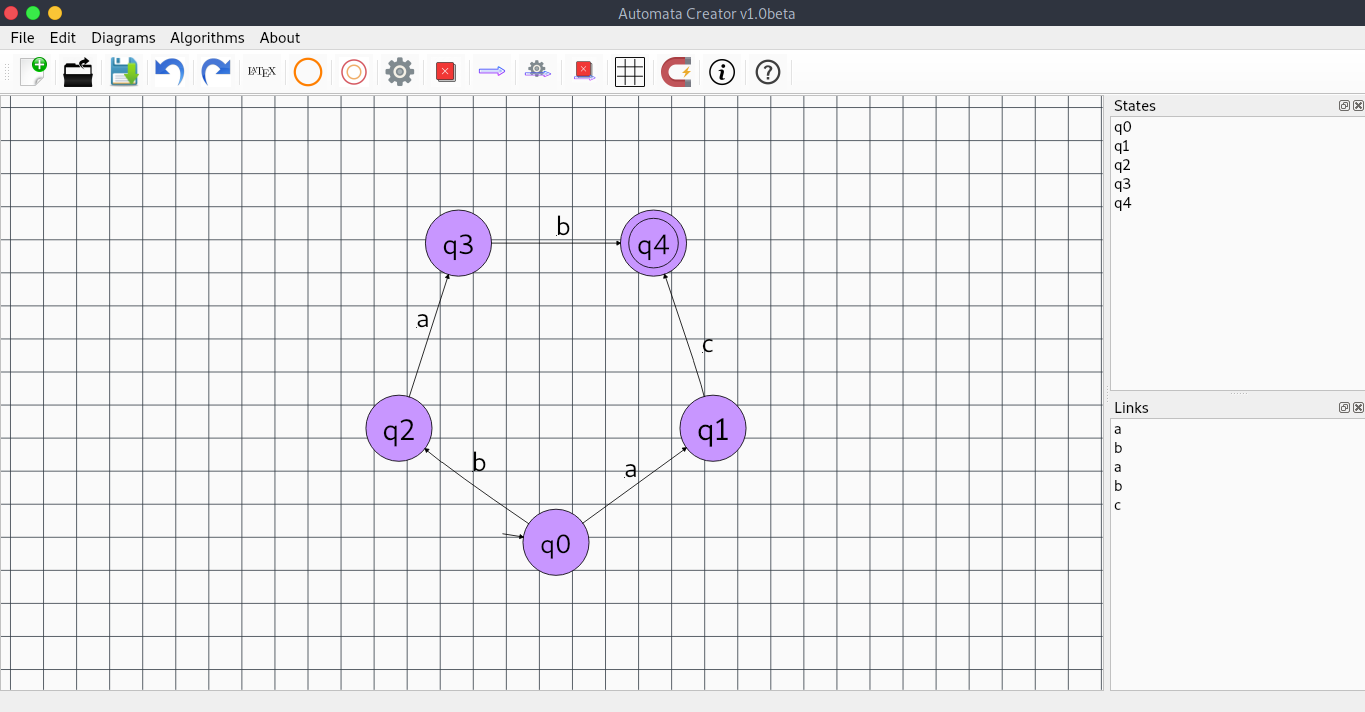 Automata Creator v1.0beta
File Edit Diagrams Algorithms About
LATEX
States
q0
q1
q2
q3
q4
q3 b q4
a
c
q2 q1
b a
q0
Links
a
b
a
b
c